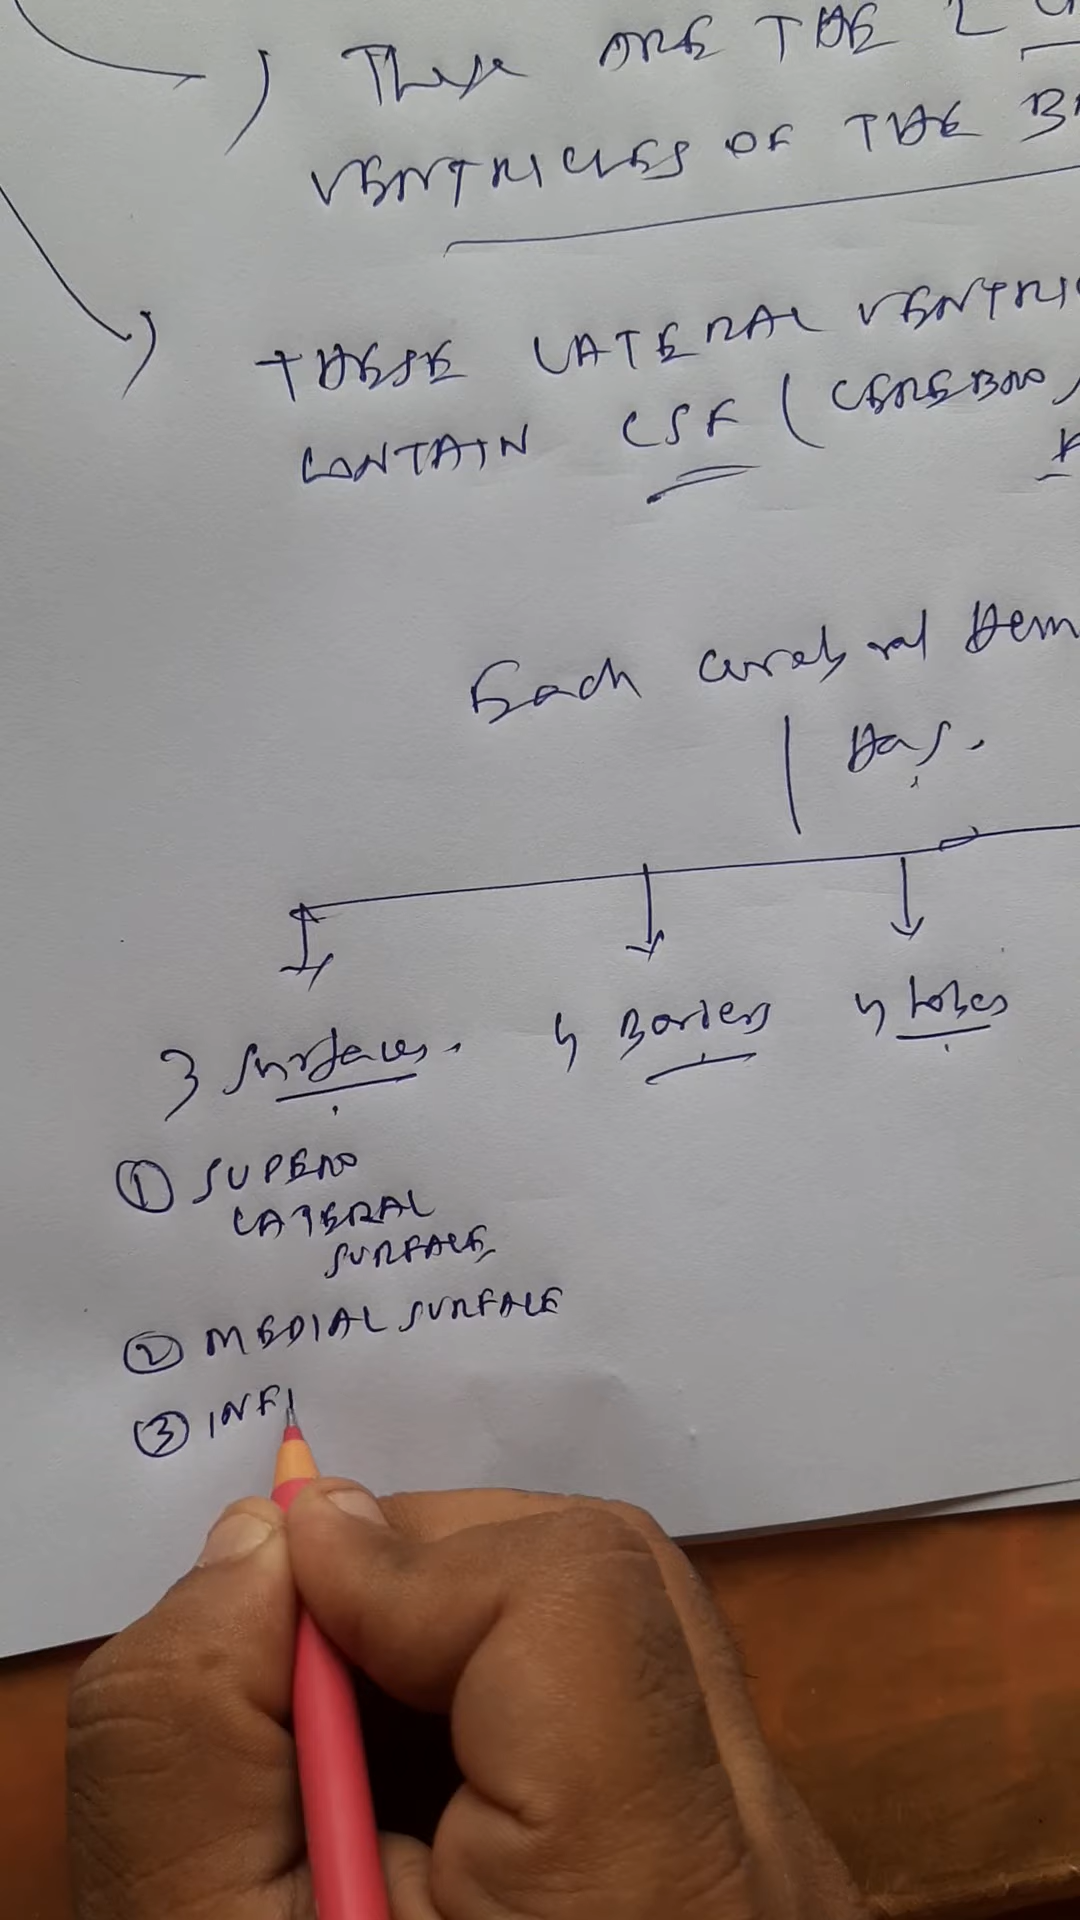 These ARE THE 2
VENTRICLES OF THE
THESE LATERAL VENTRI
CONTAIN CSF (CEREBRO
Each cerebral Hem
Has.
3 Surfaces. 4 Borders 4 Lobes
① SUPERO
LATERAL
SURFACE
② MEDIAL SURFACE
③ INF